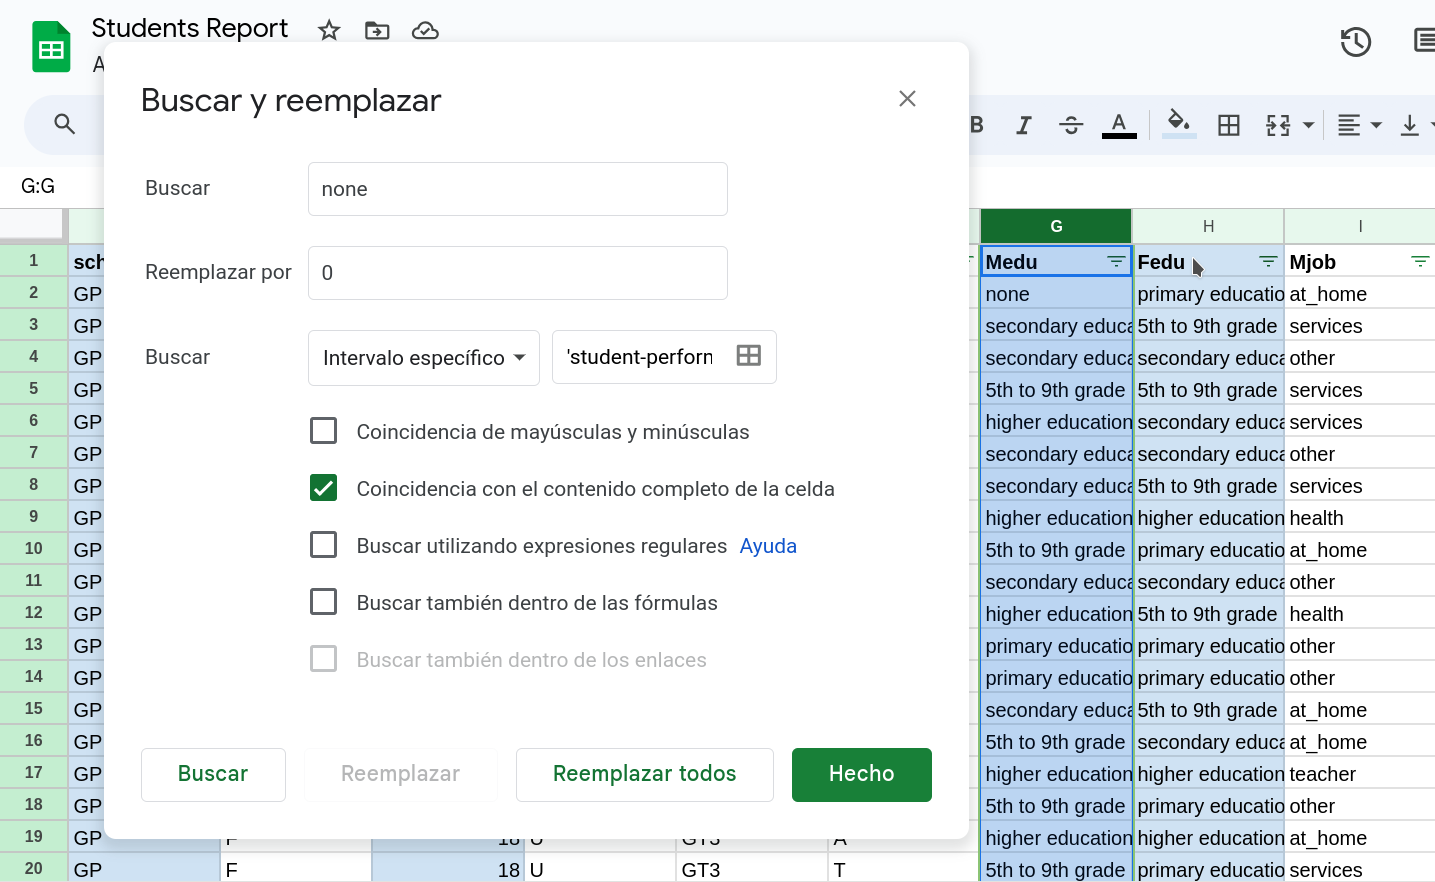 Students Report
A
Buscar y reemplazar
B
A
Buscar none
G:G
Reemplazar por 0
Buscar Intervalo específico 'student-perforn
Coincidencia de mayúsculas y minúsculas
Coincidencia con el contenido completo de la celda
Buscar utilizando expresiones regulares Ayuda
Buscar también dentro de las fórmulas
Buscar también dentro de los enlaces
Buscar Reemplazar Reemplazar todos Hecho
G H I
1 sch Medu Fedu Mjob
2 GP none primary educatio at_home
3 GP secondary educa 5th to 9th grade services
4 GP secondary educa secondary educa other
5 GP 5th to 9th grade 5th to 9th grade services
6 GP higher education secondary educa services
7 GP secondary educa secondary educa other
8 GP secondary educa 5th to 9th grade services
9 GP higher education higher education health
10 GP 5th to 9th grade primary educatio at_home
11 GP secondary educa secondary educa other
12 GP higher education 5th to 9th grade health
13 GP primary educatio primary educatio other
14 GP primary educatio primary educatio other
15 GP secondary educa 5th to 9th grade at_home
16 GP 5th to 9th grade secondary educa at_home
17 GP higher education higher education teacher
18 GP 5th to 9th grade primary educatio other
19 GP F 18 U GT3 A higher education higher education at_home
20 GP F 18 U GT3 T 5th to 9th grade primary educatio services